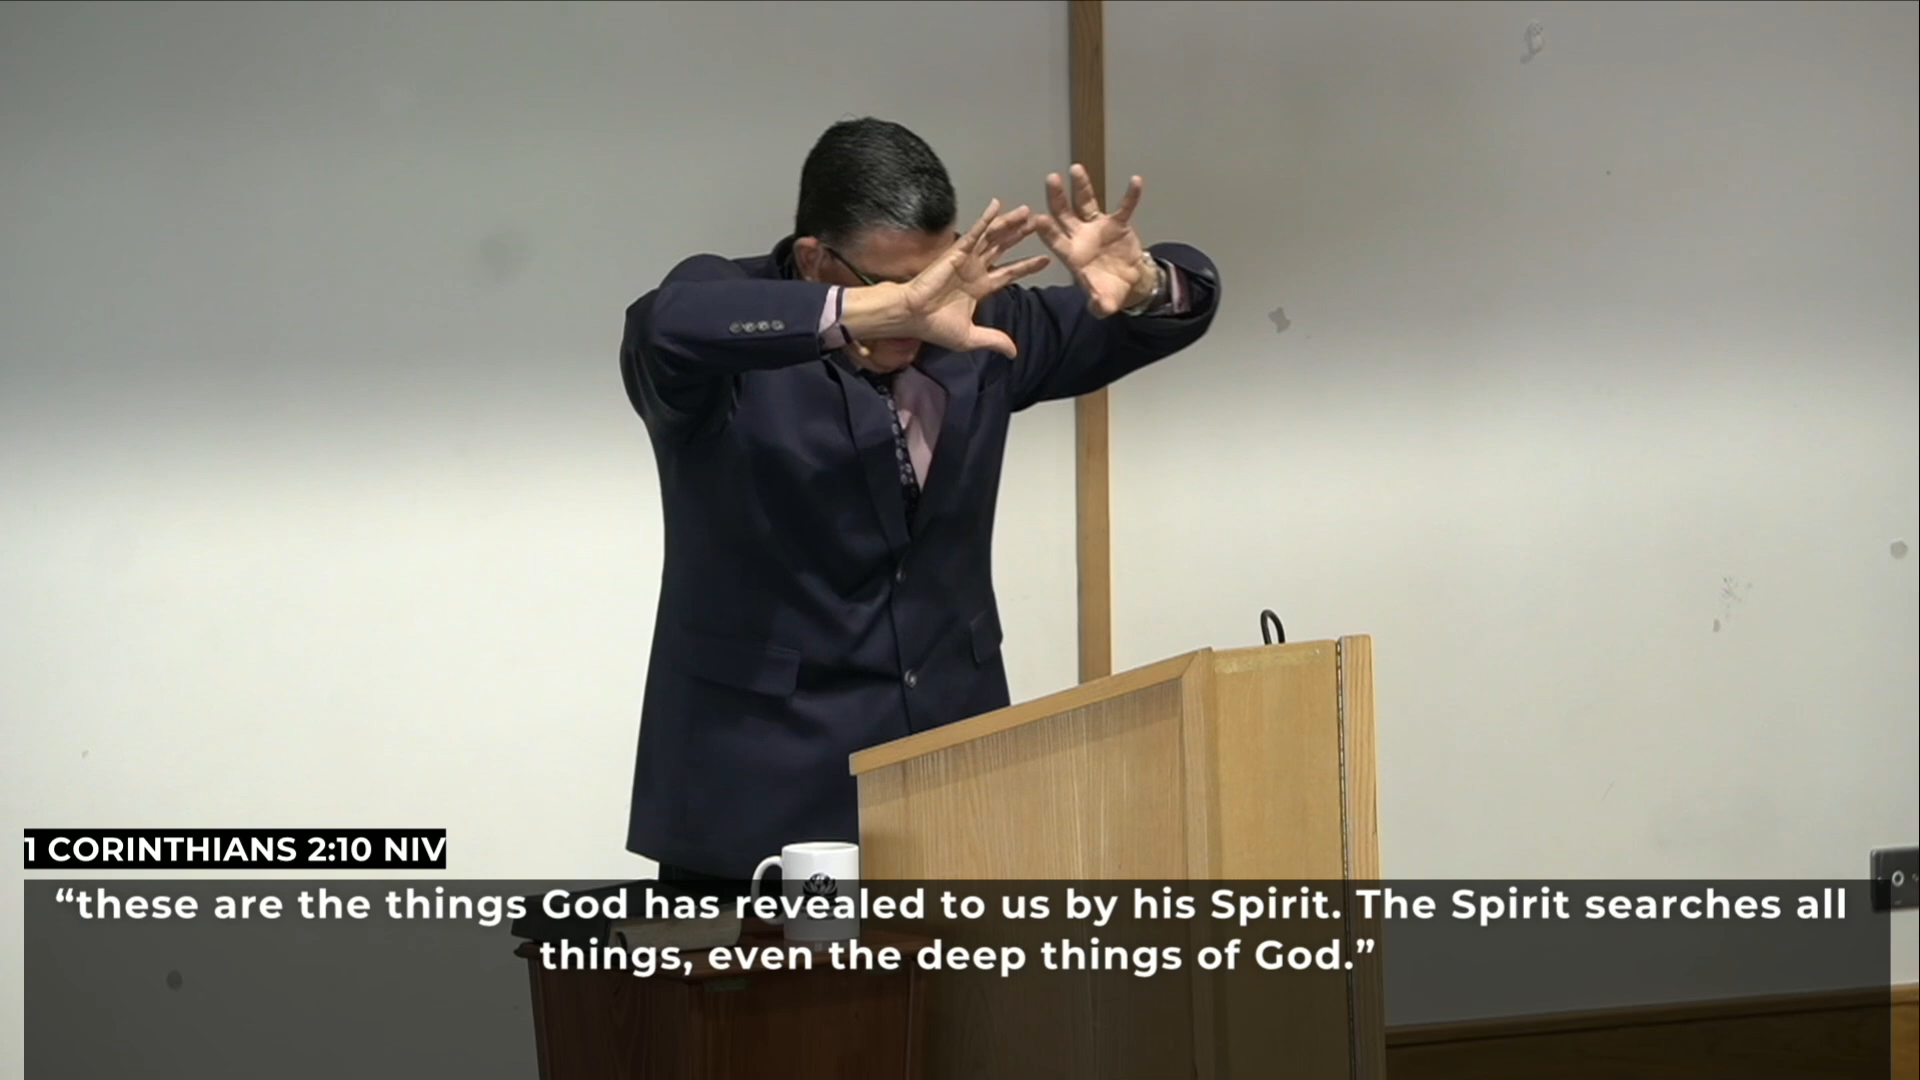 1 CORINTHIANS 2:10 NIV
“these are the things God has revealed to us by his Spirit. The Spirit searches all
things, even the deep things of God.”